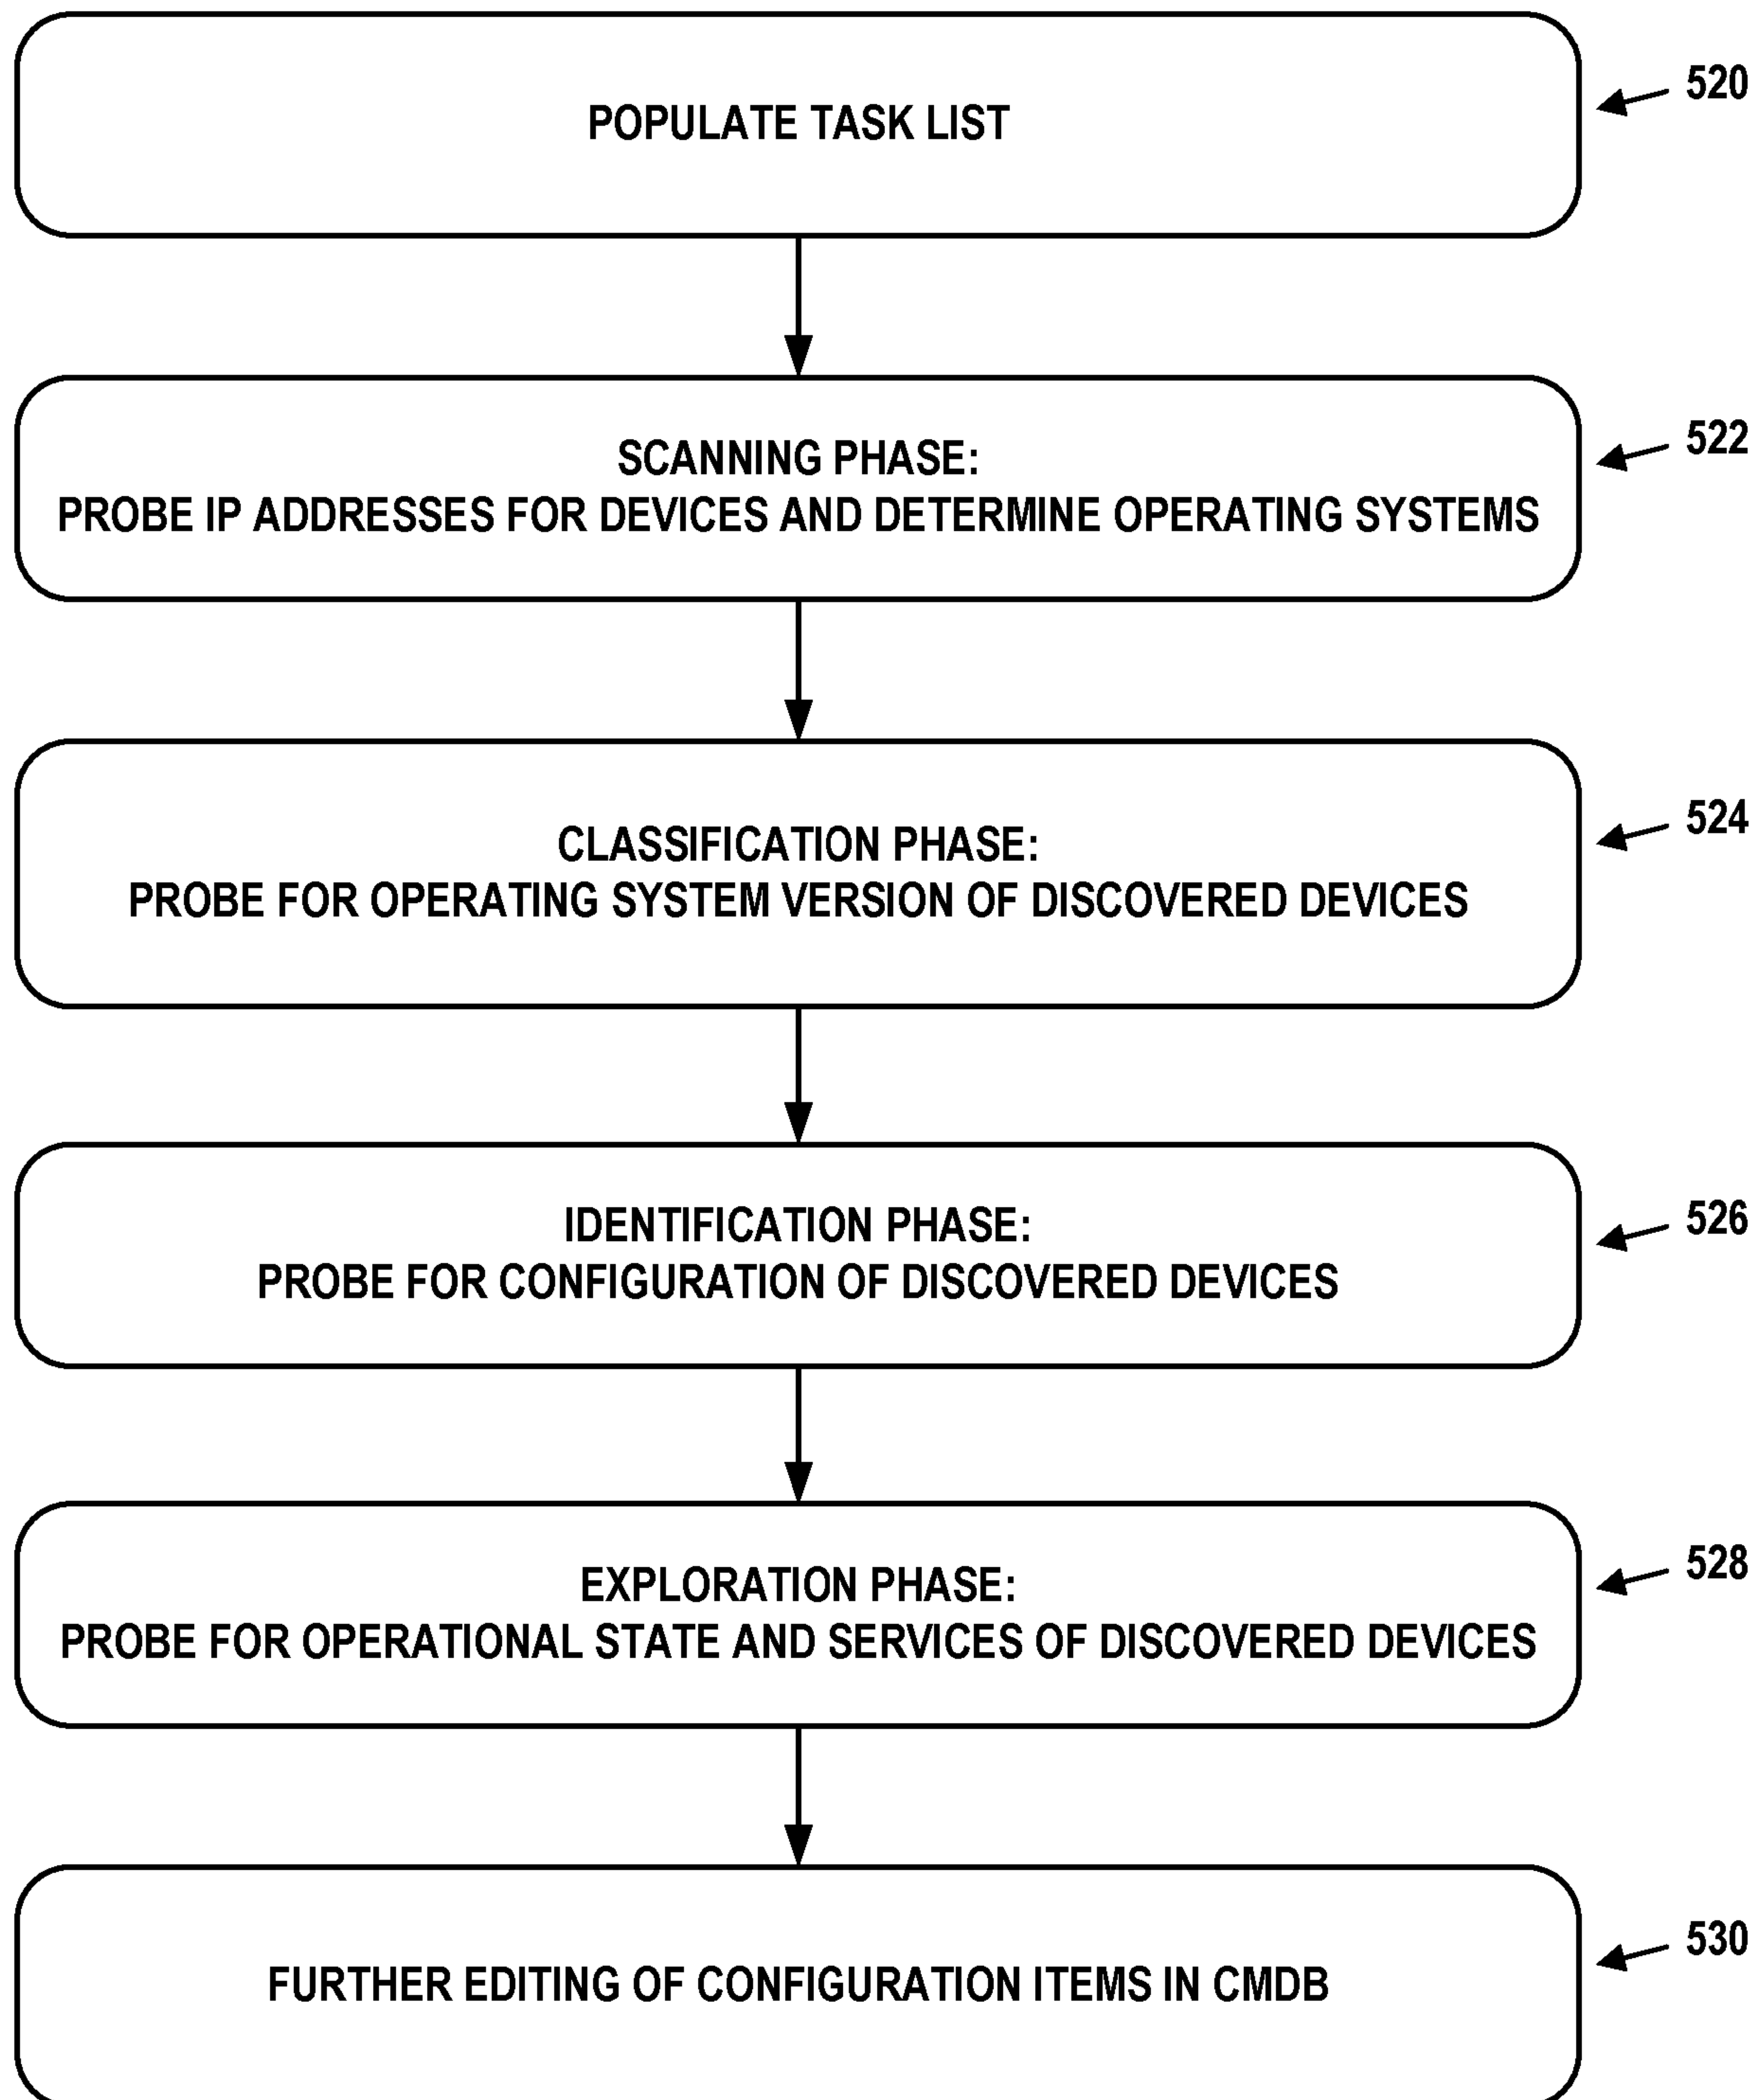 POPULATE TASK LIST
520
SCANNING PHASE:
PROBE IP ADDRESSES FOR DEVICES AND DETERMINE OPERATING SYSTEMS
522
CLASSIFICATION PHASE:
PROBE FOR OPERATING SYSTEM VERSION OF DISCOVERED DEVICES
524
IDENTIFICATION PHASE:
PROBE FOR CONFIGURATION OF DISCOVERED DEVICES
526
EXPLORATION PHASE:
PROBE FOR OPERATIONAL STATE AND SERVICES OF DISCOVERED DEVICES
528
FURTHER EDITING OF CONFIGURATION ITEMS IN CMDB
530